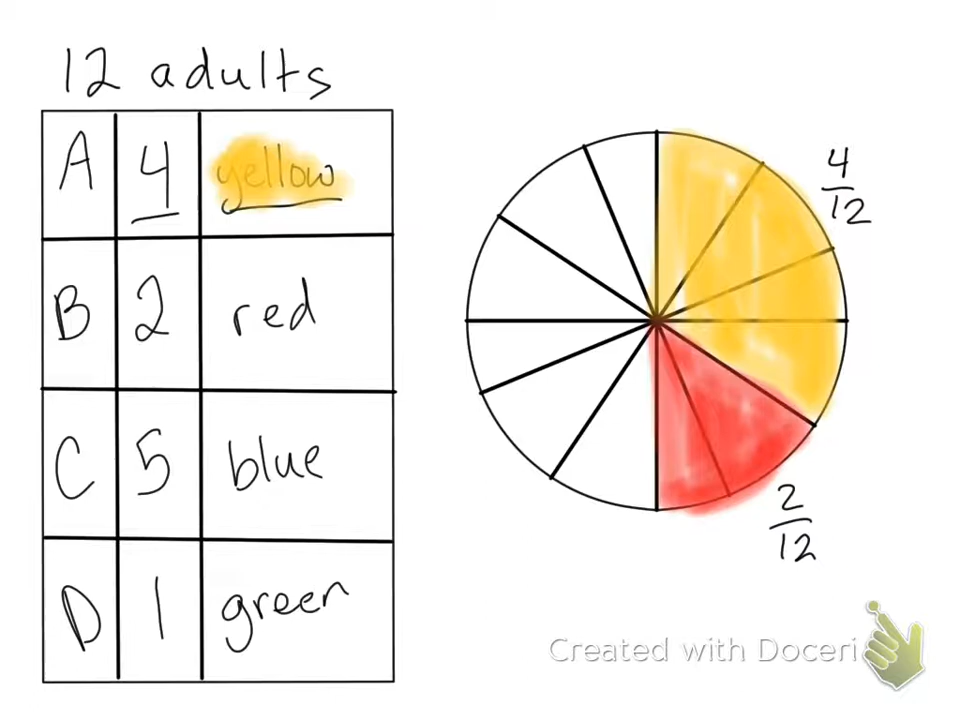 12 adults
A 4 yellow
B 2 red
C 5 blue
D 1 green
4/12
2/12
Created with Doceri